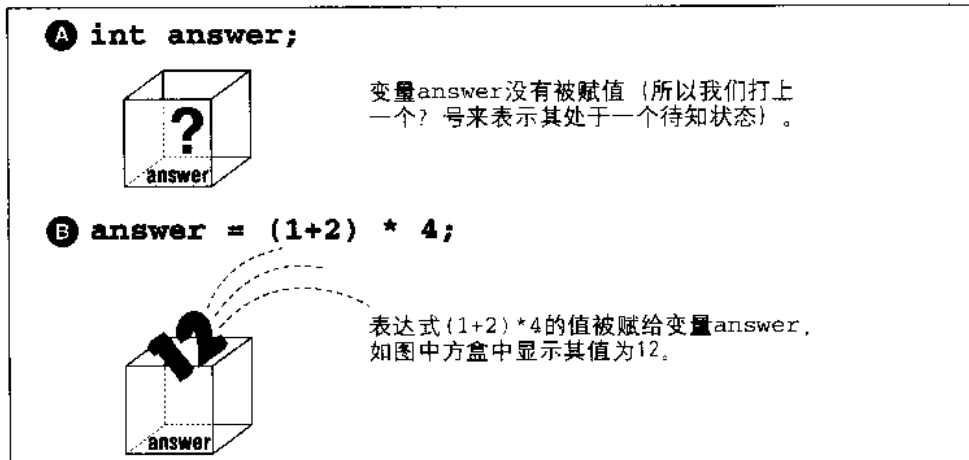 A int answer;
变量answer没有被赋值（所以我们打上
一个？号来表示其处于一个待知状态）。
?
answer
B answer = (1+2) * 4;
12
表达式(1+2)*4的值被赋给变量answer,
如图中方盒中显示其值为12。
answer